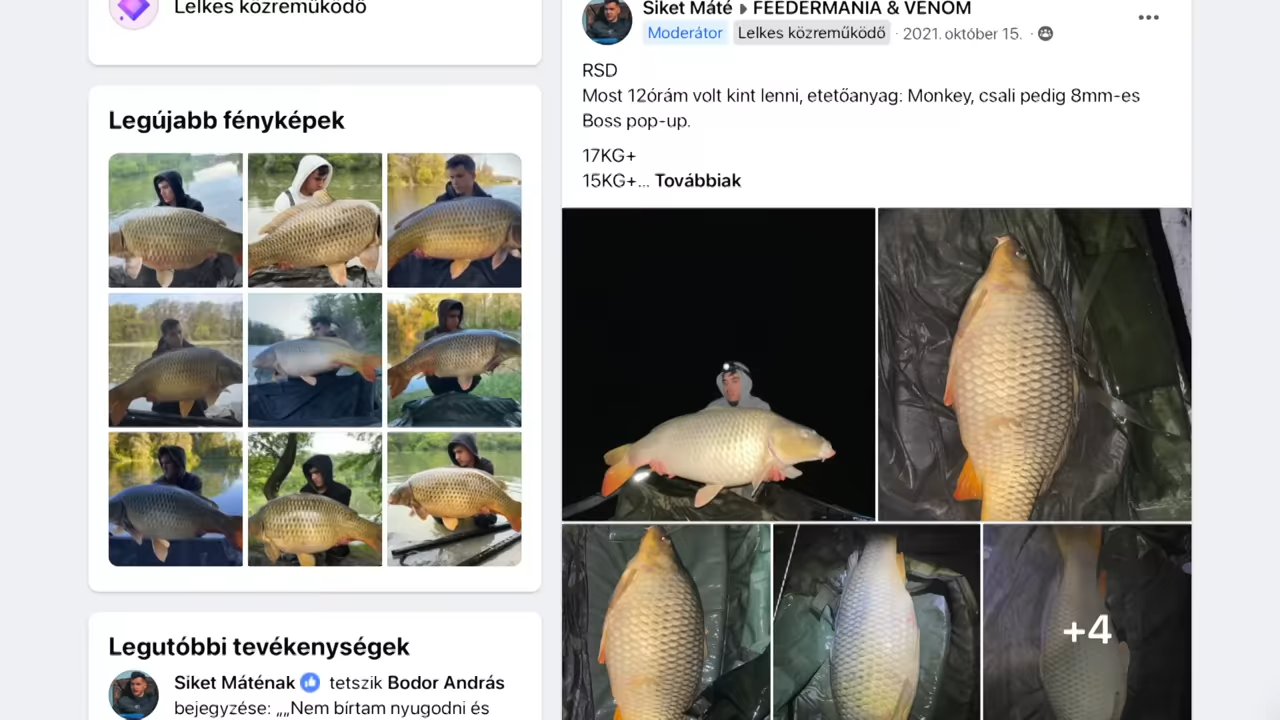 Lelkes közreműködő
Legújabb fényképek
Legutóbbi tevékenységek
Siket Máténak tetszik Bodor András
bejegyzése: „„Nem bírtam nyugodni és
Siket Máté ▸ FEEDERMANIA & VENOM
Moderátor Lelkes közreműködő · 2021. október 15. ·
RSD
Most 12órám volt kint lenni, etetőanyag: Monkey, csali pedig 8mm-es
Boss pop-up.
17KG+
15KG+... Továbbiak
+4